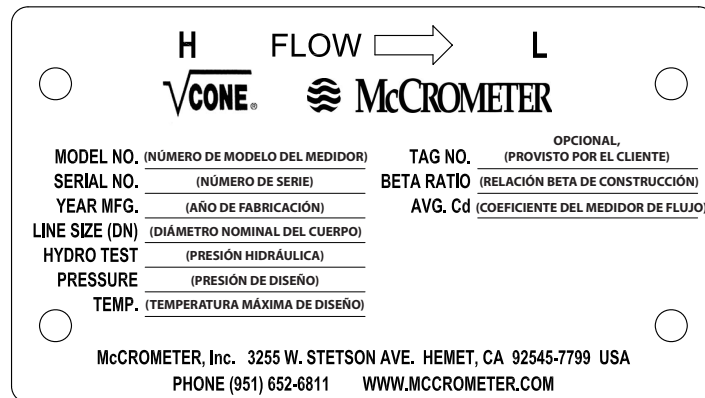 H FLOW L
√CONE® McCROMETER
MODEL NO. (NÚMERO DE MODELO DEL MEDIDOR)
SERIAL NO. (NÚMERO DE SERIE)
YEAR MFG. (AÑO DE FABRICACIÓN)
LINE SIZE (DN) (DIÁMETRO NOMINAL DEL CUERPO)
HYDRO TEST (PRESIÓN HIDRÁULICA)
PRESSURE (PRESIÓN DE DISEÑO)
TEMP. (TEMPERATURA MÁXIMA DE DISEÑO)
OPCIONAL,
TAG NO. (PROVISTO POR EL CLIENTE)
BETA RATIO (RELACIÓN BETA DE CONSTRUCCIÓN)
AVG. Cd (COEFICIENTE DEL MEDIDOR DE FLUJO)
McCROMETER, Inc. 3255 W. STETSON AVE. HEMET, CA 92545-7799 USA
PHONE (951) 652-6811 WWW.MCCROMETER.COM